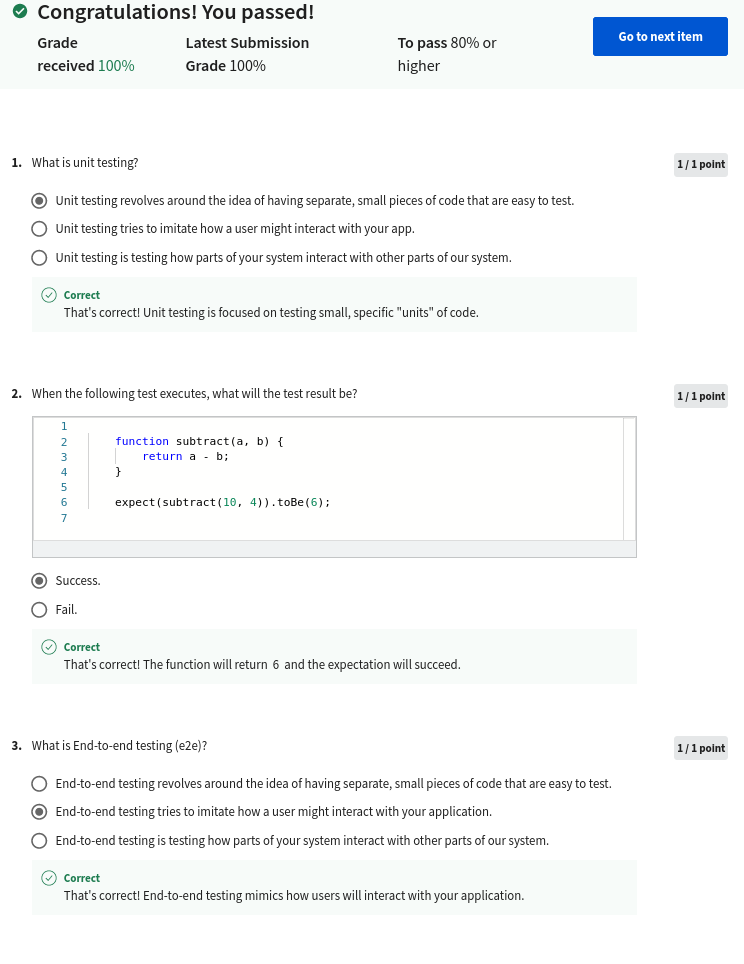 Congratulations! You passed!
Grade received 100%
Latest Submission Grade 100%
To pass 80% or higher
Go to next item
1. What is unit testing?
1 / 1 point
Unit testing revolves around the idea of having separate, small pieces of code that are easy to test.
Unit testing tries to imitate how a user might interact with your app.
Unit testing is testing how parts of your system interact with other parts of our system.
Correct
That's correct! Unit testing is focused on testing small, specific "units" of code.
2. When the following test executes, what will the test result be?
1 / 1 point
1
2 function subtract(a, b) {
3 return a - b;
4 }
5
6 expect(subtract(10, 4)).toBe(6);
7
Success.
Fail.
Correct
That's correct! The function will return 6 and the expectation will succeed.
3. What is End-to-end testing (e2e)?
1 / 1 point
End-to-end testing revolves around the idea of having separate, small pieces of code that are easy to test.
End-to-end testing tries to imitate how a user might interact with your application.
End-to-end testing is testing how parts of your system interact with other parts of our system.
Correct
That's correct! End-to-end testing mimics how users will interact with your application.